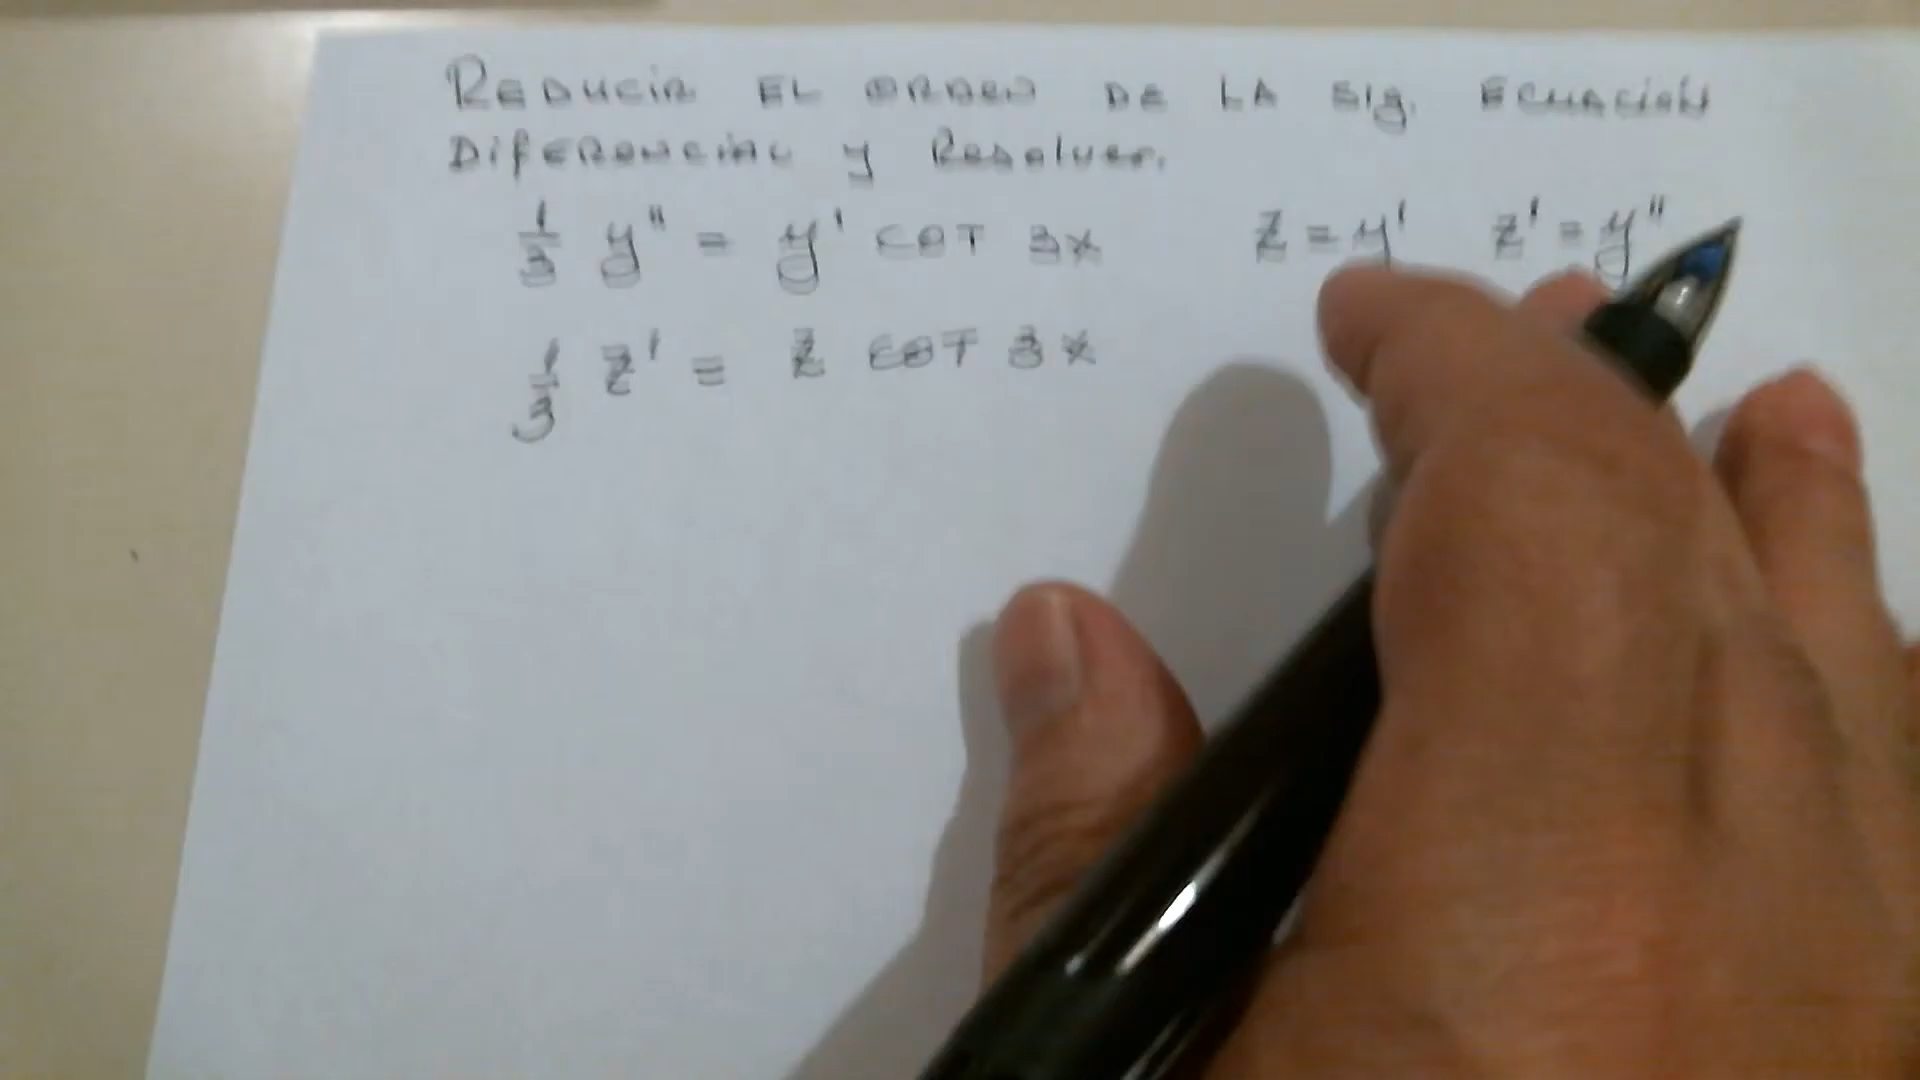 REDUCIR EL ORDEN DE LA Sig. ECUACIÓN
DIFERENCIAL y Resolver.
1/3 y'' = y' COT 3x z = y' z' = y''
1/3 z' = z COT 3x